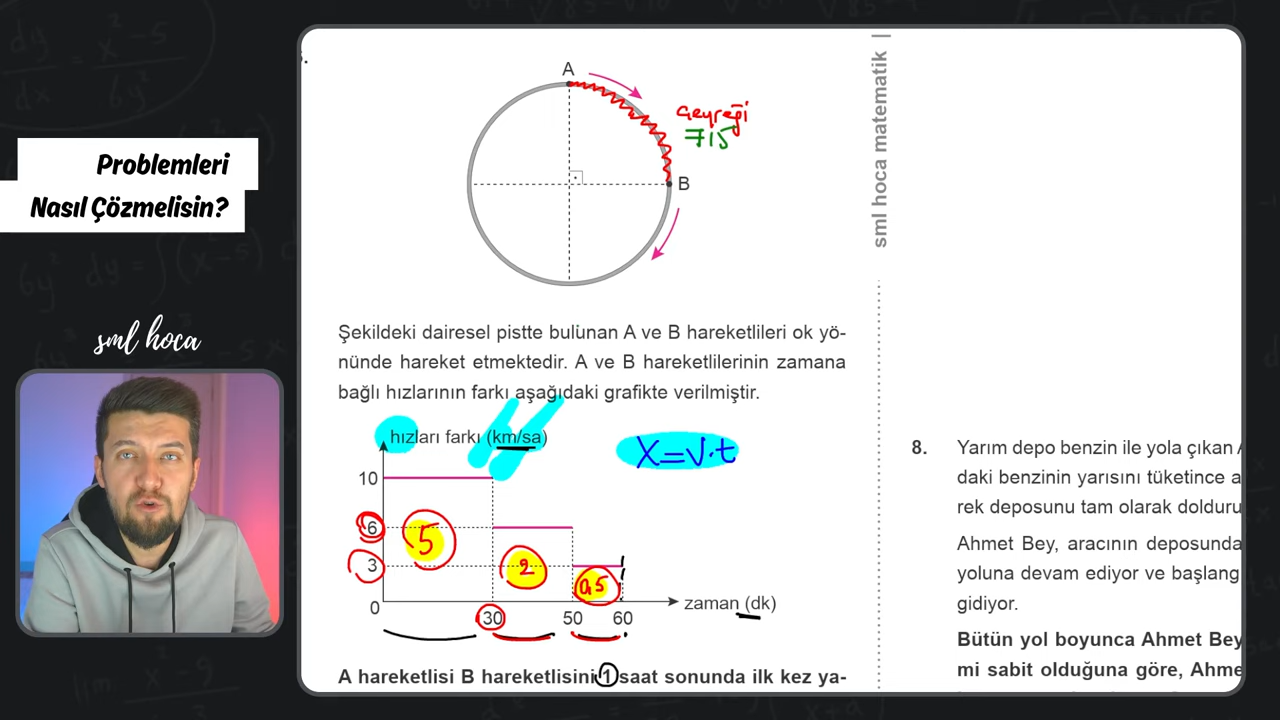 Problemleri
Nasıl Çözmelisin?
sml hoca
A
çeyreği
7,5
B
Şekildeki dairesel pistte bulunan A ve B hareketlileri ok yö-
nünde hareket etmektedir. A ve B hareketlilerinin zamana
bağlı hızlarının farkı aşağıdaki grafikte verilmiştir.
hızları farkı (km/sa)
X=V.t
10
6
5
3
2
0,5
0
30
50
60
zaman (dk)
A hareketlisi B hareketlisini 1 saat sonunda ilk kez ya-
sml hoca matematik
8. Yarım depo benzin ile yola çıkan A
daki benzinin yarısını tüketince a
rek deposunu tam olarak dolduru
Ahmet Bey, aracının deposunda
yoluna devam ediyor ve başlang
gidiyor.
Bütün yol boyunca Ahmet Bey
mi sabit olduğuna göre, Ahme